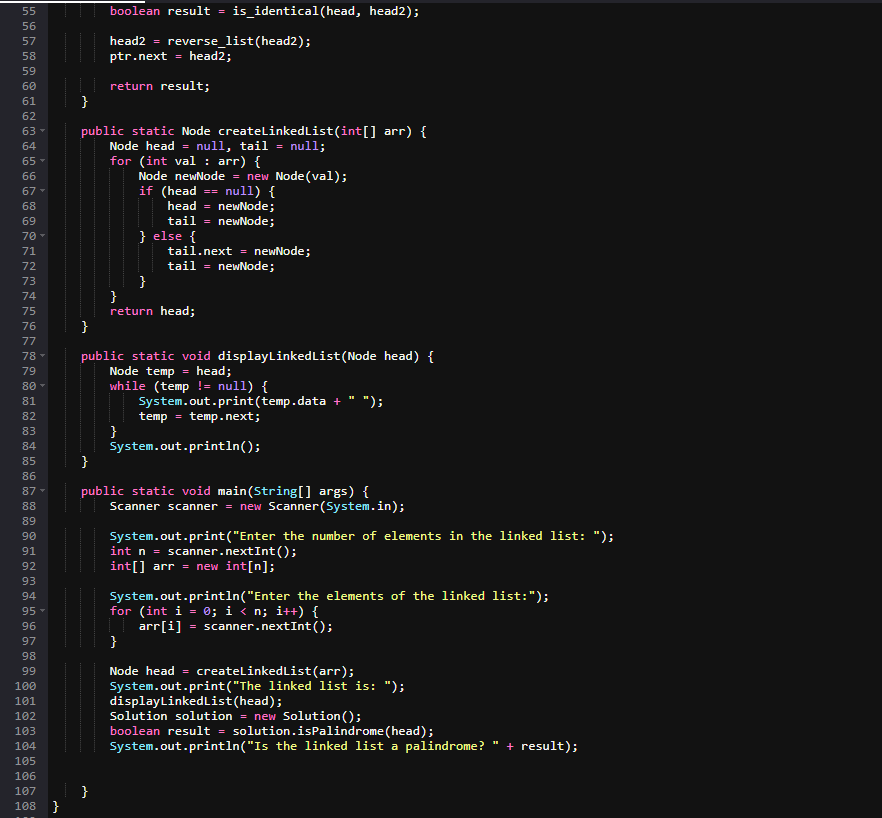 55 boolean result = is_identical(head, head2);
56
57 head2 = reverse_list(head2);
58 ptr.next = head2;
59
60 return result;
61 }
62
63 public static Node createLinkedList(int[] arr) {
64 Node head = null, tail = null;
65 for (int val : arr) {
66 Node newNode = new Node(val);
67 if (head == null) {
68 head = newNode;
69 tail = newNode;
70 } else {
71 tail.next = newNode;
72 tail = newNode;
73 }
74 }
75 return head;
76 }
77
78 public static void displayLinkedList(Node head) {
79 Node temp = head;
80 while (temp != null) {
81 System.out.print(temp.data + " ");
82 temp = temp.next;
83 }
84 System.out.println();
85 }
86
87 public static void main(String[] args) {
88 Scanner scanner = new Scanner(System.in);
89
90 System.out.print("Enter the number of elements in the linked list: ");
91 int n = scanner.nextInt();
92 int[] arr = new int[n];
93
94 System.out.println("Enter the elements of the linked list:");
95 for (int i = 0; i < n; i++) {
96 arr[i] = scanner.nextInt();
97 }
98
99 Node head = createLinkedList(arr);
100 System.out.print("The linked list is: ");
101 displayLinkedList(head);
102 Solution solution = new Solution();
103 boolean result = solution.isPalindrome(head);
104 System.out.println("Is the linked list a palindrome? " + result);
105
106
107 }
108 }